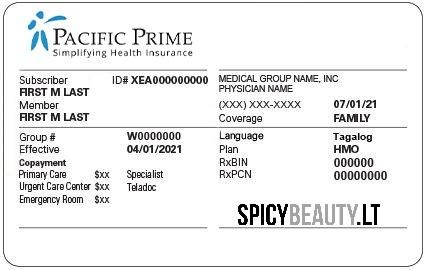 PACIFIC PRIME
Simplifying Health Insurance
Subscriber ID# XEA000000000
FIRST M LAST
Member
FIRST M LAST
MEDICAL GROUP NAME, INC
PHYSICIAN NAME
(XXX) XXX-XXXX 07/01/21
Coverage FAMILY
Group # W0000000
Effective 04/01/2021
Copayment
Primary Care $xx Specialist
Urgent Care Center $xx Teladoc
Emergency Room $xx
Language Tagalog
Plan HMO
RxBIN 000000
RxPCN 00000000
SPICYBEAUTY.LT